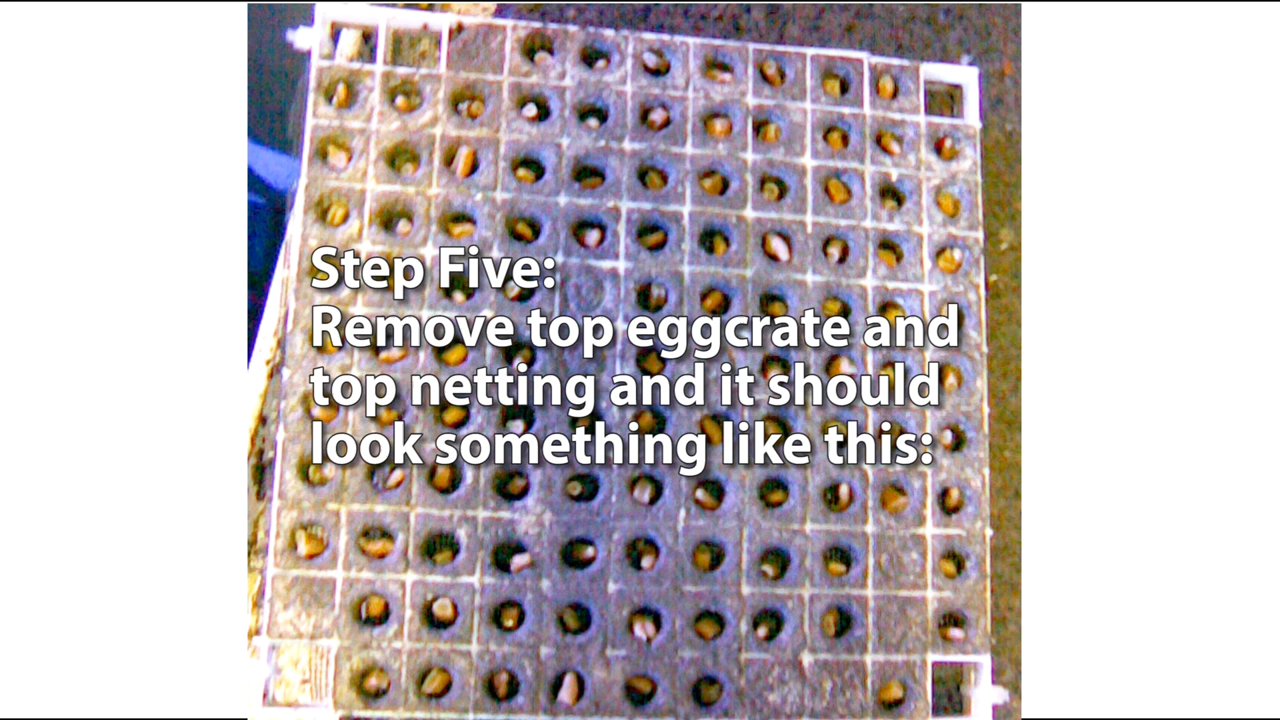 Step Five:
Remove top eggcrate and
top netting and it should
look something like this: